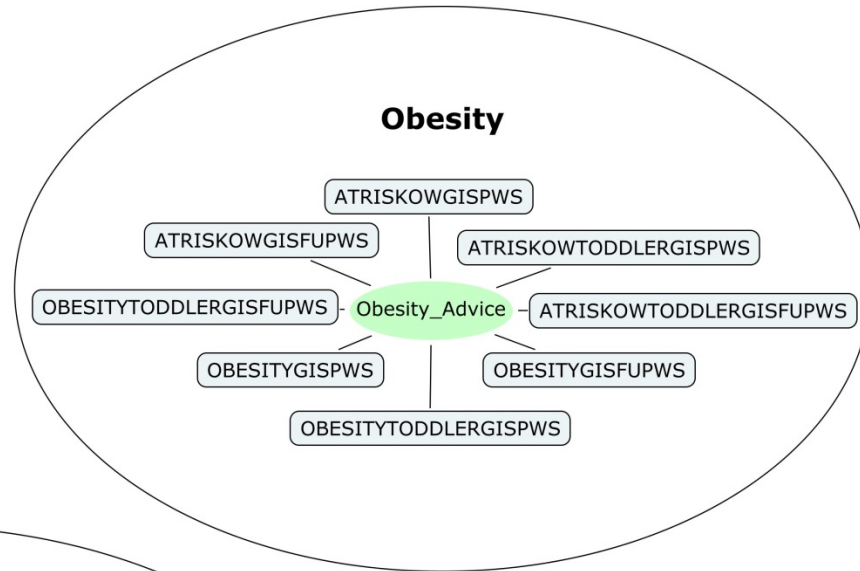 Obesity
ATRISKOWGISPWS
ATRISKOWGISFUPWS
ATRISKOWTODDLERGISPWS
OBESITYTODDLERGISFUPWS
Obesity_Advice
ATRISKOWTODDLERGISFUPWS
OBESITYGISPWS
OBESITYGISFUPWS
OBESITYTODDLERGISPWS